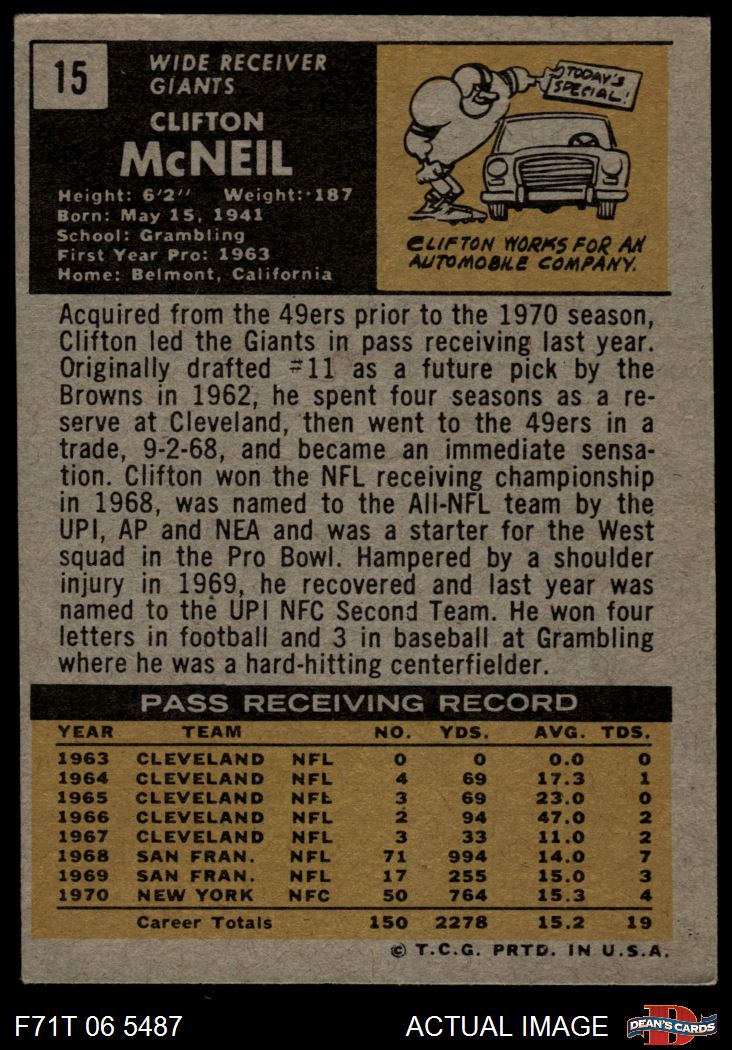 15
WIDE RECEIVER
GIANTS
CLIFTON
McNEIL
Height: 6'2" Weight: 187
Born: May 15, 1941
School: Grambling
First Year Pro: 1963
Home: Belmont, California
TODAY'S
SPECIAL!
CLIFTON WORKS FOR AN
AUTOMOBILE COMPANY.
Acquired from the 49ers prior to the 1970 season,
Clifton led the Giants in pass receiving last year.
Originally drafted #11 as a future pick by the
Browns in 1962, he spent four seasons as a re-
serve at Cleveland, then went to the 49ers in a
trade, 9-2-68, and became an immediate sensa-
tion. Clifton won the NFL receiving championship
in 1968, was named to the All-NFL team by the
UPI, AP and NEA and was a starter for the West
squad in the Pro Bowl. Hampered by a shoulder
injury in 1969, he recovered and last year was
named to the UPI NFC Second Team. He won four
letters in football and 3 in baseball at Grambling
where he was a hard-hitting centerfielder.
PASS RECEIVING RECORD
YEAR TEAM NO. YDS. AVG. TDS.
1963 CLEVELAND NFL 0 0 0.0 0
1964 CLEVELAND NFL 4 69 17.3 1
1965 CLEVELAND NFL 3 69 23.0 0
1966 CLEVELAND NFL 2 94 47.0 2
1967 CLEVELAND NFL 3 33 11.0 2
1968 SAN FRAN. NFL 71 994 14.0 7
1969 SAN FRAN. NFL 17 255 15.0 3
1970 NEW YORK NFC 50 764 15.3 4
Career Totals 150 2278 15.2 19
© T.C.G. PRTD. IN U.S.A.
F71T 06 5487 ACTUAL IMAGE
D
DEAN'S CARDS